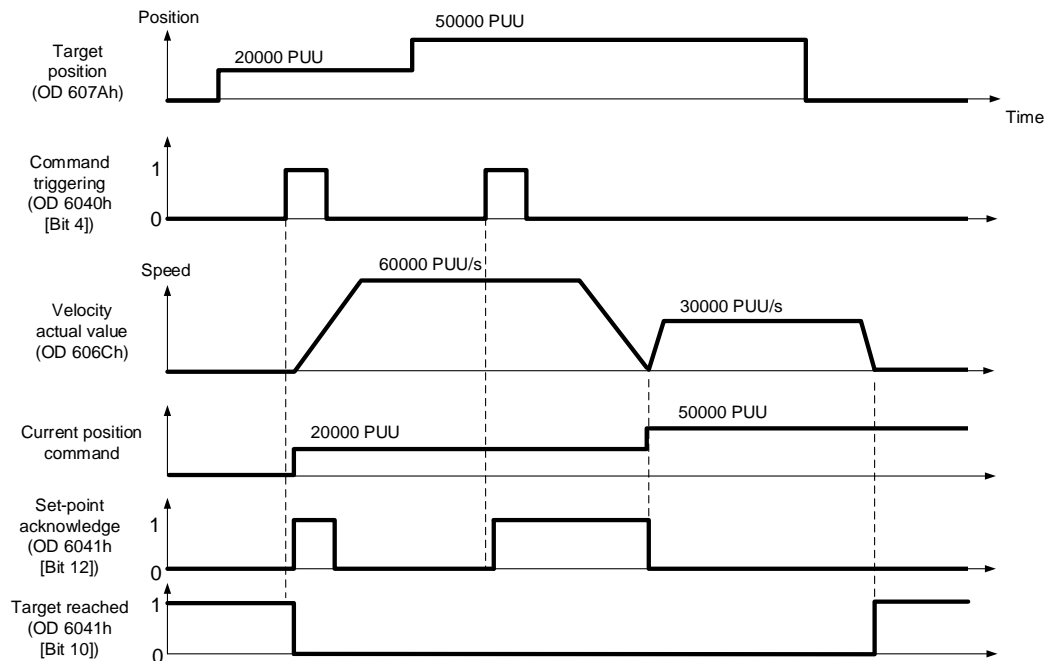 Position
50000 PUU
20000 PUU
Target
position
(OD 607Ah)
Time
Command
triggering
(OD 6040h
[Bit 4])
1
0
Speed
60000 PUU/s
30000 PUU/s
Velocity
actual value
(OD 606Ch)
50000 PUU
20000 PUU
Current position
command
Set-point
acknowledge
(OD 6041h
[Bit 12])
1
0
Target reached
(OD 6041h
[Bit 10])
1
0